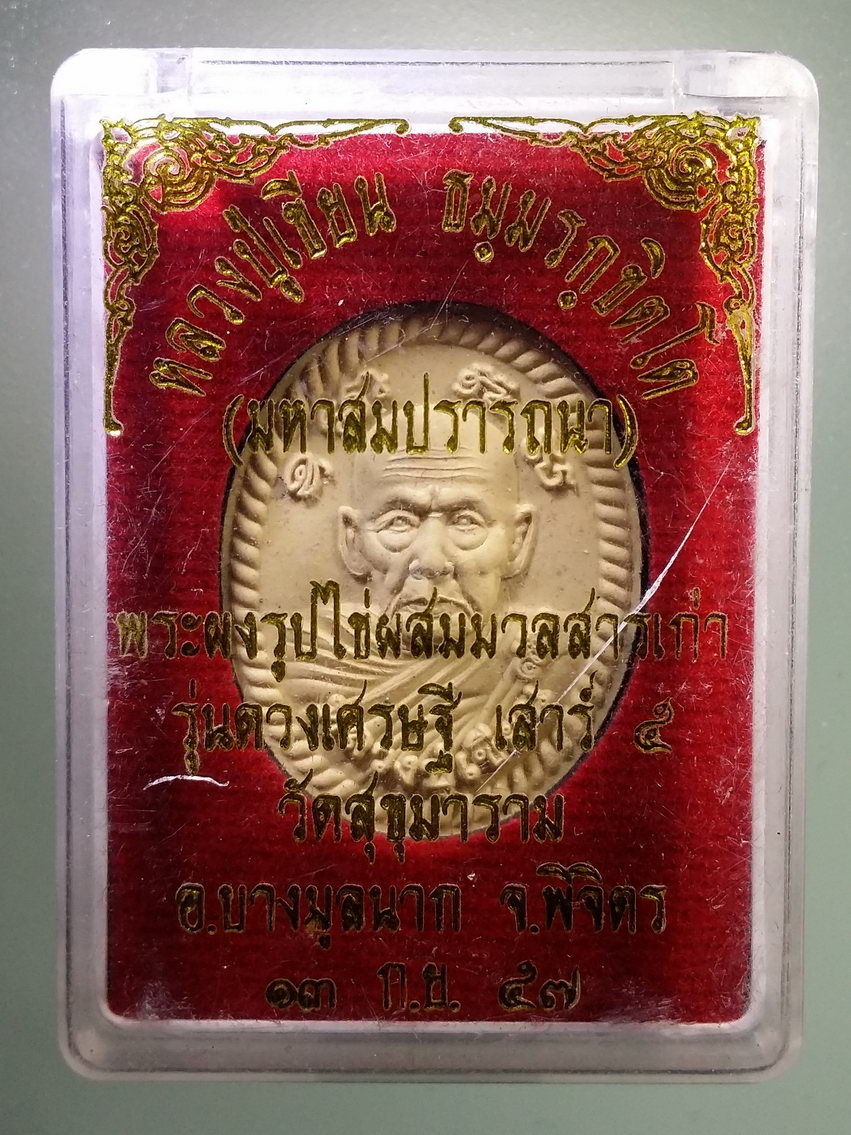 หลวงปู่เขียน ธมฺมรกฺขิตโต
(มหาสมปรารถนา)
พระผงรูปไข่ผสมมวลสารเก่า
รุ่นดวงเศรษฐี เสาร์ ๕
วัดสุขุมาราม
อ.บางมูลนาก จ.พิจิตร
๑๓ ก.ย. ๕๗